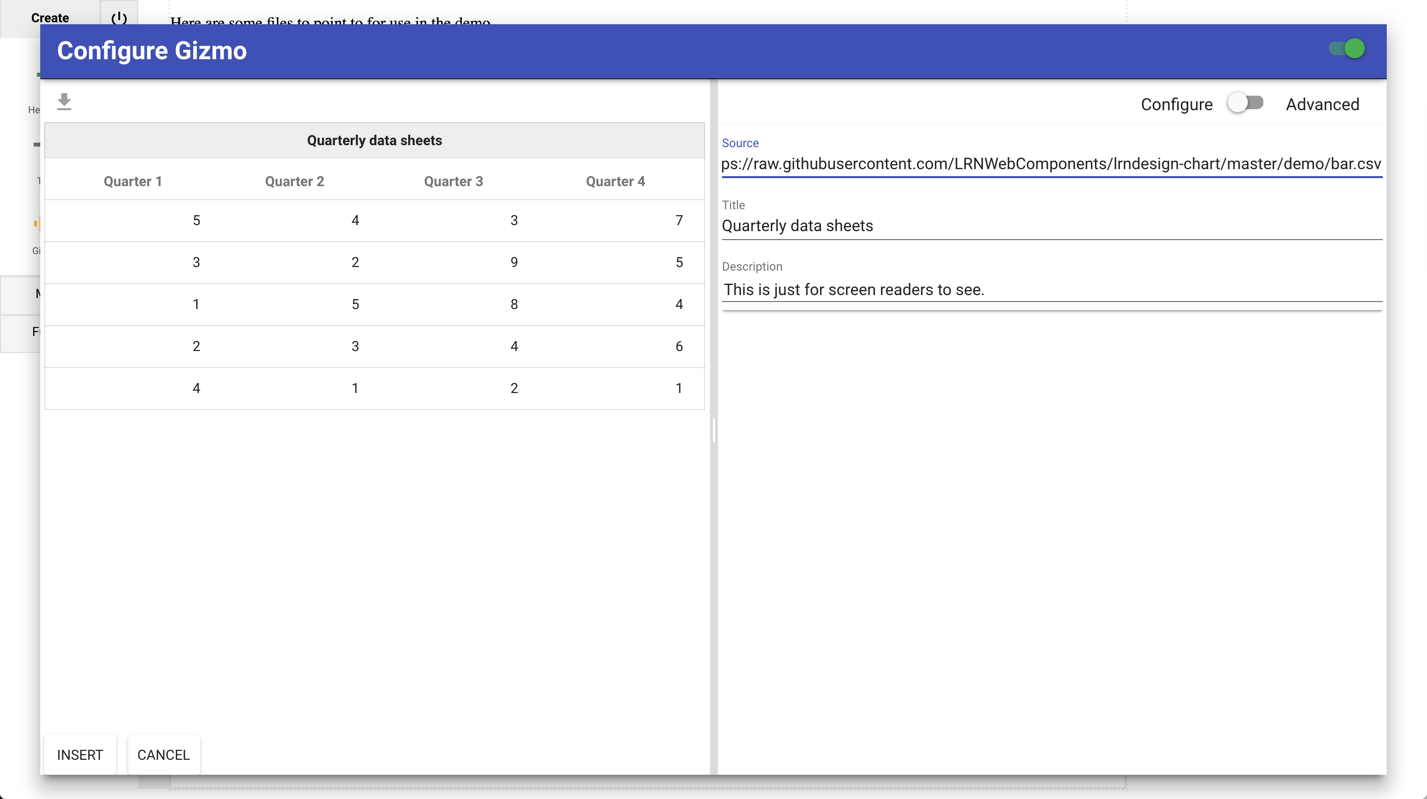 Create
Here are some files to point to for use in the demo
Configure Gizmo
Configure Advanced
Quarterly data sheets
Quarter 1 Quarter 2 Quarter 3 Quarter 4
5 4 3 7
3 2 9 5
1 5 8 4
2 3 4 6
4 1 2 1
Source
ps://raw.githubusercontent.com/LRNWebComponents/lrndesign-chart/master/demo/bar.csv
Title
Quarterly data sheets
Description
This is just for screen readers to see.
INSERT CANCEL